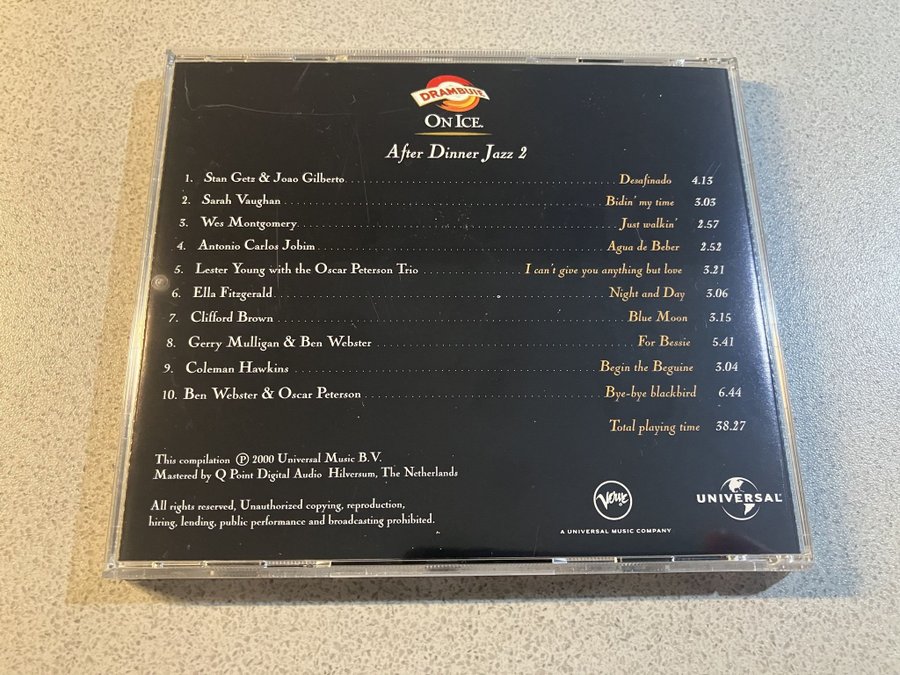 DRAMBUIE
ON ICE.
After Dinner Jazz 2
1. Stan Getz & Joao Gilberto Desafinado 4.13
2. Sarah Vaughan Bidin' my time 3.03
3. Wes Montgomery Just walkin' 2.57
4. Antonio Carlos Jobim Agua de Beber 2.52
5. Lester Young with the Oscar Peterson Trio I can't give you anything but love 3.21
6. Ella Fitzgerald Night and Day 3.06
7. Clifford Brown Blue Moon 3.15
8. Gerry Mulligan & Ben Webster For Bessie 5.41
9. Coleman Hawkins Begin the Beguine 3.04
10. Ben Webster & Oscar Peterson Bye-bye blackbird 6.44
Total playing time 38.27
This compilation ℗ 2000 Universal Music B.V.
Mastered by Q Point Digital Audio Hilversum, The Netherlands
All rights reserved, Unauthorized copying, reproduction,
hiring, lending, public performance and broadcasting prohibited.
Verve
A UNIVERSAL MUSIC COMPANY
UNIVERSAL